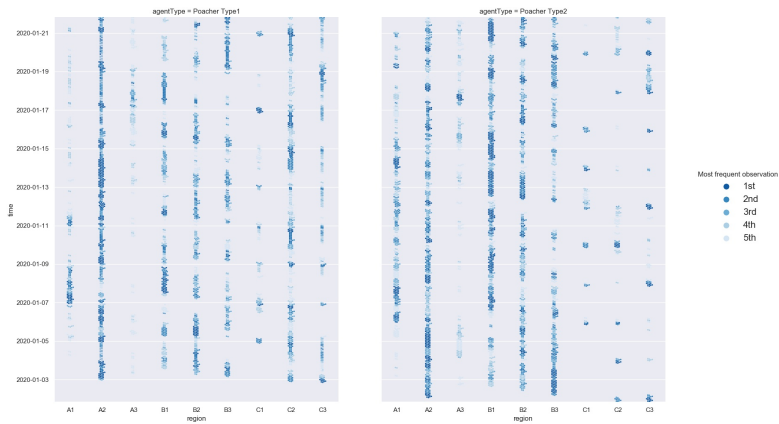 agentType = Poacher Type1
agentType = Poacher Type2
2020-01-21
2020-01-19
2020-01-17
2020-01-15
2020-01-13
2020-01-11
2020-01-09
2020-01-07
2020-01-05
2020-01-03
time
Most frequent observation
1st
2nd
3rd
4th
5th
A1 A2 A3 B1 B2 B3 C1 C2 C3
A1 A2 A3 B1 B2 B3 C1 C2 C3
region
region